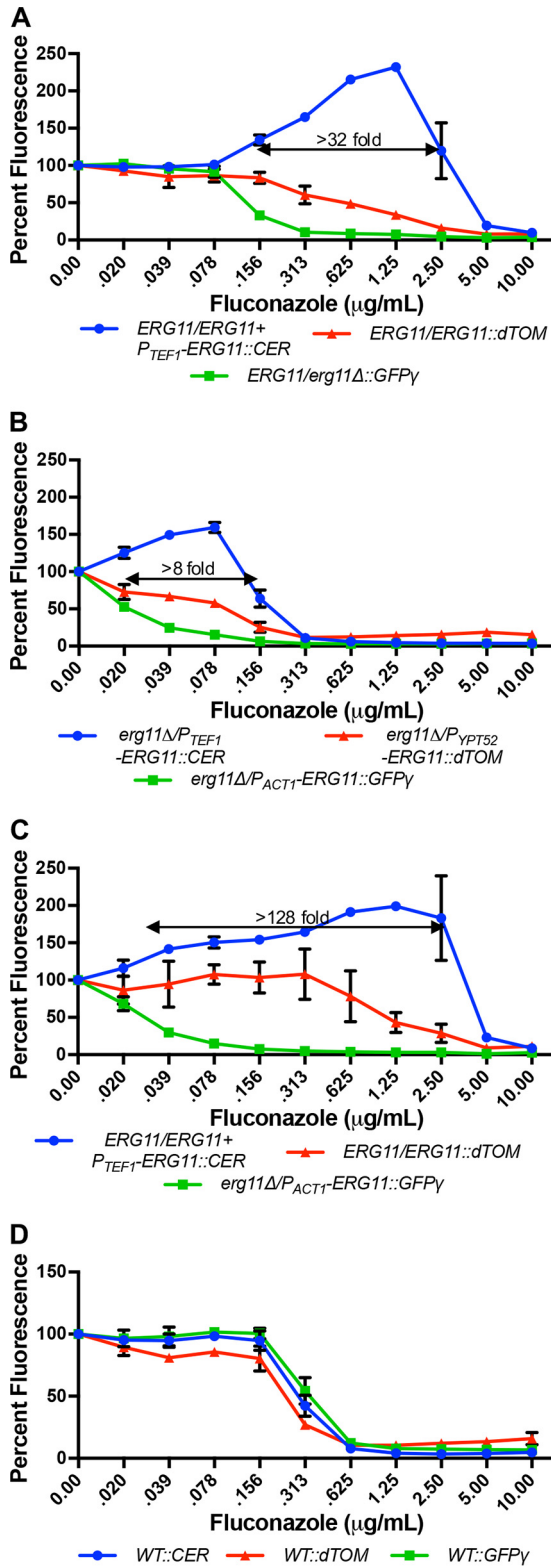 A
Percent Fluorescence
250
200
150
100
50
0
>32 fold
0.00 .020 .039 .078 .156 .313 .625 1.25 2.50 5.00 10.00
Fluconazole (µg/mL)
ERG11/ERG11+ P_TEF1-ERG11::CER
ERG11/ERG11::dTOM
ERG11/erg11Δ::GFPγ
B
Percent Fluorescence
250
200
150
100
50
0
>8 fold
0.00 .020 .039 .078 .156 .313 .625 1.25 2.50 5.00 10.00
Fluconazole (µg/mL)
erg11Δ/P_TEF1 -ERG11::CER
erg11Δ/P_YPT52 -ERG11::dTOM
erg11Δ/P_ACT1-ERG11::GFPγ
C
Percent Fluorescence
250
200
150
100
50
0
>128 fold
0.00 .020 .039 .078 .156 .313 .625 1.25 2.50 5.00 10.00
Fluconazole (µg/mL)
ERG11/ERG11+ P_TEF1-ERG11::CER
ERG11/ERG11::dTOM
erg11Δ/P_ACT1-ERG11::GFPγ
D
Percent Fluorescence
150
100
50
0
0.00 .020 .039 .078 .156 .313 .625 1.25 2.50 5.00 10.00
Fluconazole (µg/mL)
WT::CER WT::dTOM WT::GFPγ